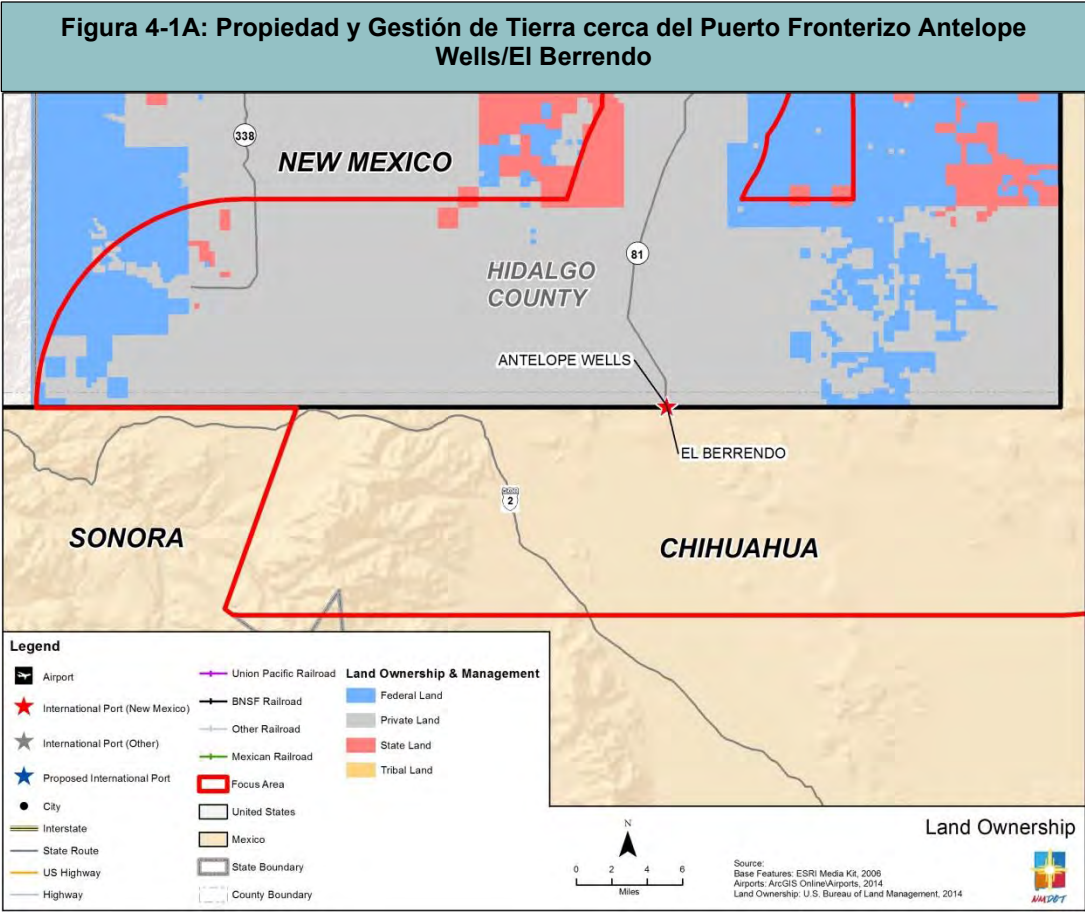 Figura 4-1A: Propiedad y Gestión de Tierra cerca del Puerto Fronterizo Antelope
Wells/El Berrendo
338
NEW MEXICO
81
HIDALGO
COUNTY
ANTELOPE WELLS
EL BERRENDO
2
SONORA
CHIHUAHUA
Legend
Airport
International Port (New Mexico)
International Port (Other)
Proposed International Port
City
Interstate
State Route
US Highway
Highway
Union Pacific Railroad
BNSF Railroad
Other Railroad
Mexican Railroad
Focus Area
United States
Mexico
State Boundary
County Boundary
Land Ownership & Management
Federal Land
Private Land
State Land
Tribal Land
N
0 2 4 6
Miles
Land Ownership
Source:
Base Features: ESRI Media Kit, 2006
Airports: ArcGIS Online\Airports, 2014
Land Ownership: U.S. Bureau of Land Management, 2014
NMDOT